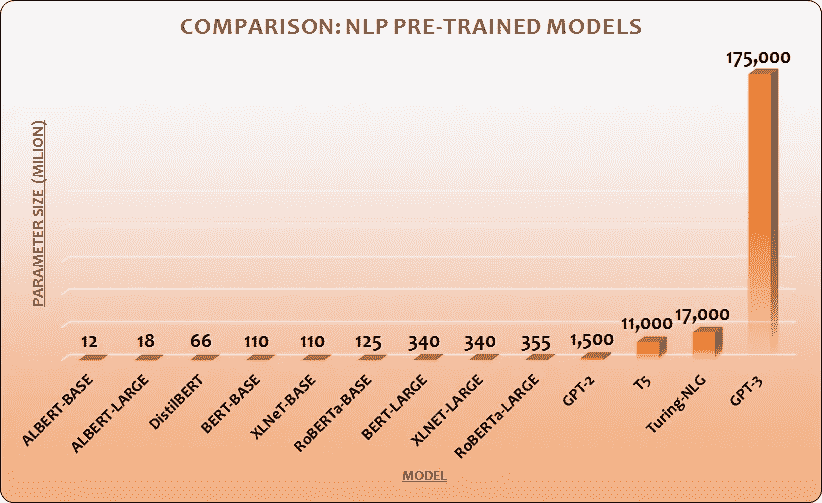 COMPARISON: NLP PRE-TRAINED MODELS
PARAMETER SIZE (MILION)
12
18
66
110
110
125
340
340
355
1,500
11,000
17,000
175,000
ALBERT-BASE
ALBERT-LARGE
DistilBERT
BERT-BASE
XLNeT-BASE
RoBERTa-BASE
BERT-LARGE
XLNET-LARGE
RoBERTa-LARGE
GPT-2
T5
Turing-NLG
GPT-3
MODEL